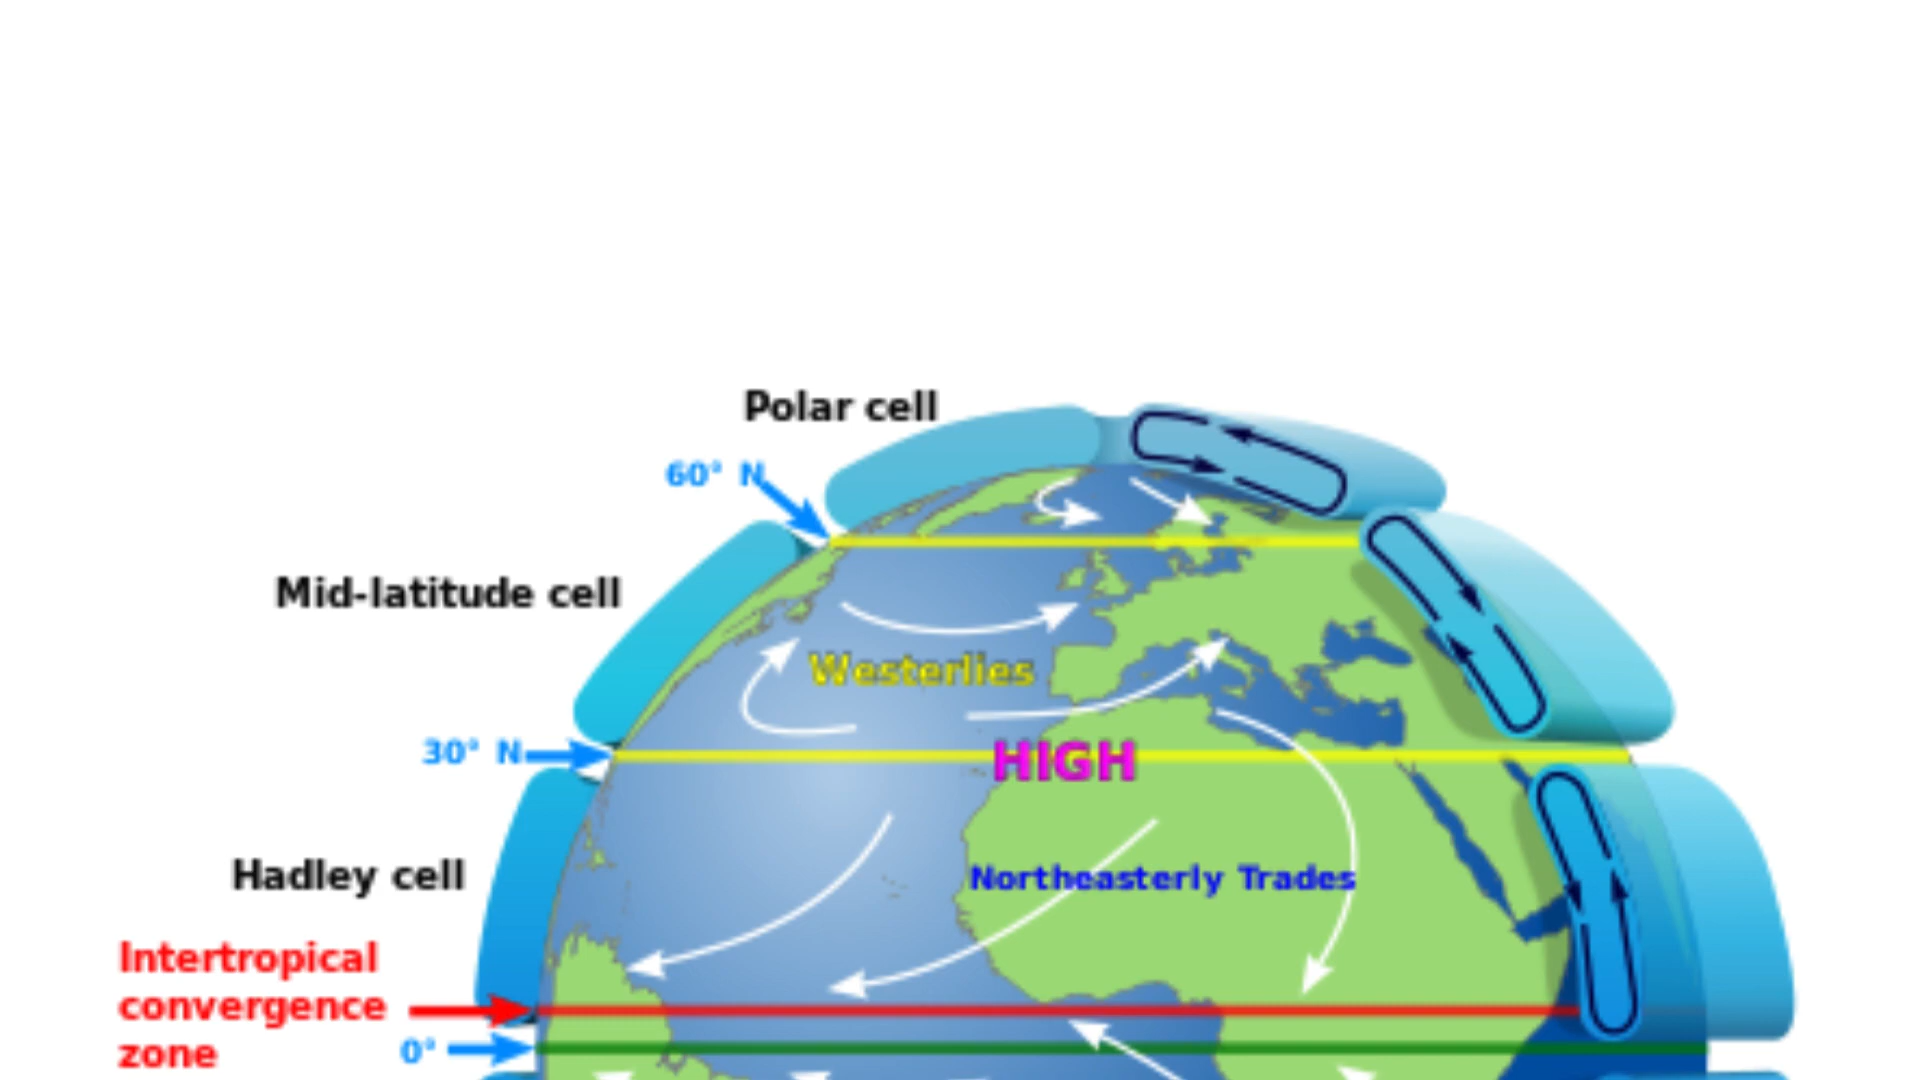 Polar cell
60° N
Mid-latitude cell
Westerlies
30° N
HIGH
Hadley cell
Northeasterly Trades
Intertropical
convergence
zone
0°